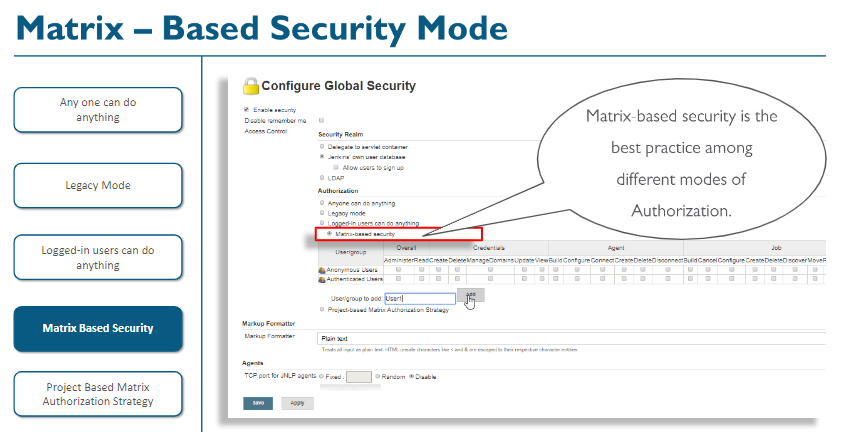 Matrix – Based Security Mode
Any one can do
anything
Legacy Mode
Logged-in users can do
anything
Matrix Based Security
Project Based Matrix
Authorization Strategy
Configure Global Security
Enable security
Disable remember me
Access Control
Security Realm
Delegate to servlet container
Jenkins' own user database
Allow users to sign up
LDAP
Authorization
Anyone can do anything
Legacy mode
Logged-in users can do anything
Matrix-based security
User/group Overall Credentials Agent Job
Administer Read Create Delete ManageDomains Update View Build Configure Connect Create Delete Disconnect Build Cancel Configure Create Delete Discover Move R
Anonymous Users
Authenticated Users
User/group to add: User1 Add
Project-based Matrix Authorization Strategy
Markup Formatter
Markup Formatter Plain text
Treats all input as plain text. HTML unsafe characters like < and & are escaped to their respective character entities.
Agents
TCP port for JNLP agents Fixed : Random Disable
Save Apply
Matrix-based security is the
best practice among
different modes of
Authorization.